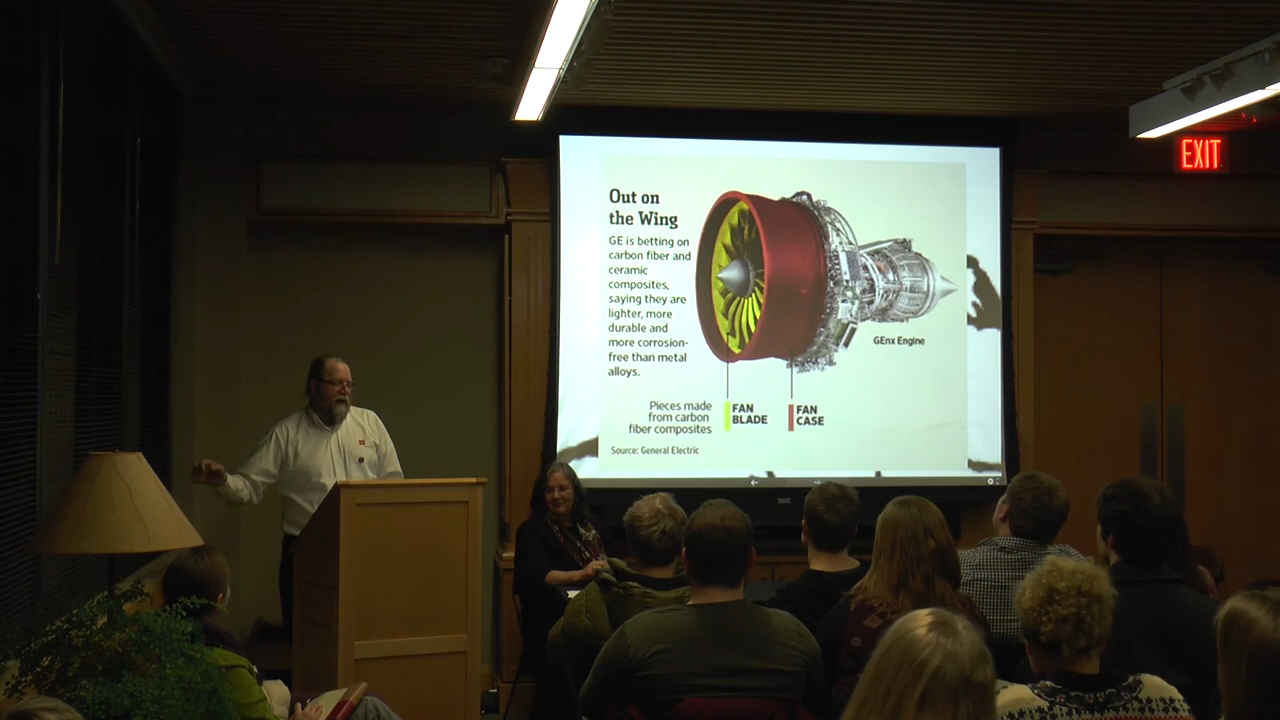 EXIT
Out on
the Wing
GE is betting on
carbon fiber and
ceramic
composites,
saying they are
lighter, more
durable and
more corrosion-
free than metal
alloys.
GEnx Engine
Pieces made
from carbon
fiber composites
FAN
BLADE
FAN
CASE
Source: General Electric